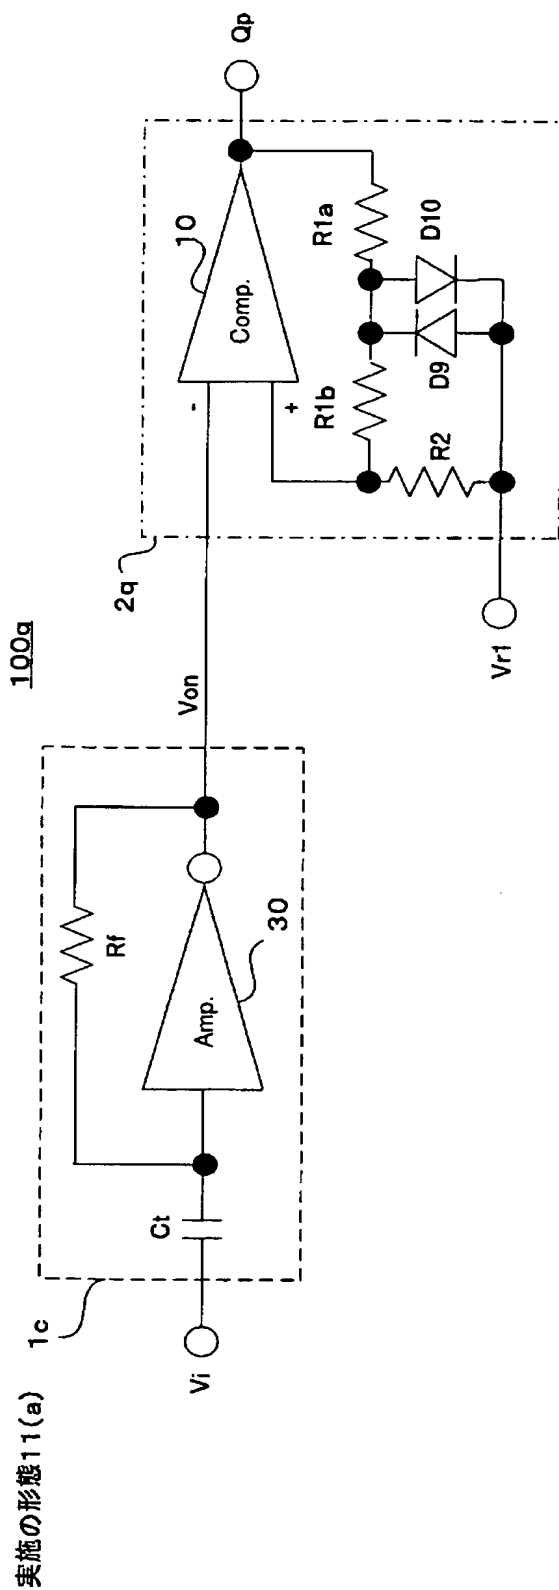 実施の形態11(a)
100q
1c
Vi
Ct
Rf
Amp.
30
Von
2q
10
Comp.
-
+
Qp
R1a
R1b
D10
D9
R2
Vr1